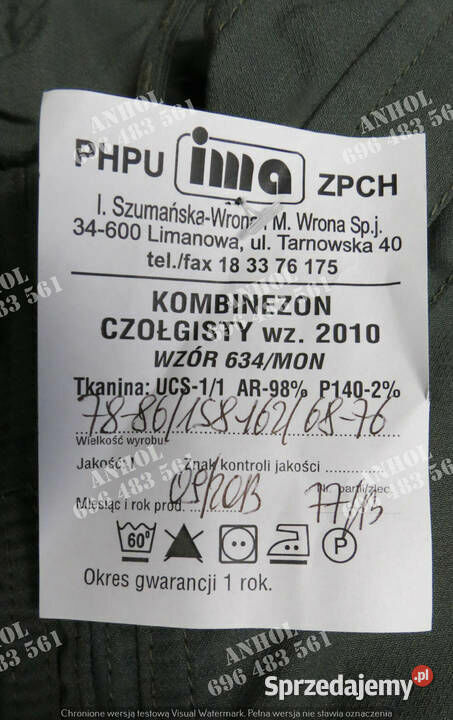 PHPU ima ZPCH
I. Szumańska-Wrona, M. Wrona Sp.j.
34-600 Limanowa, ul. Tarnowska 40
tel./fax 18 33 76 175
KOMBINEZON
CZOŁGISTY wz. 2010
WZÓR 634/MON
Tkanina: UCS-1/1 AR-98% P140-2%
78-86/158-162/68-76
Wielkość wyrobu
Jakość: I Znak kontroli jakości
Nr partii/zlec.
Miesiąc i rok prod. 09/2013 77/13
60° P
Okres gwarancji 1 rok.
ANHOL
696 483 561
Sprzedajemy.pl
Chronione wersją testową Visual Watermark. Pełna wersja nie stawia oznaczenia